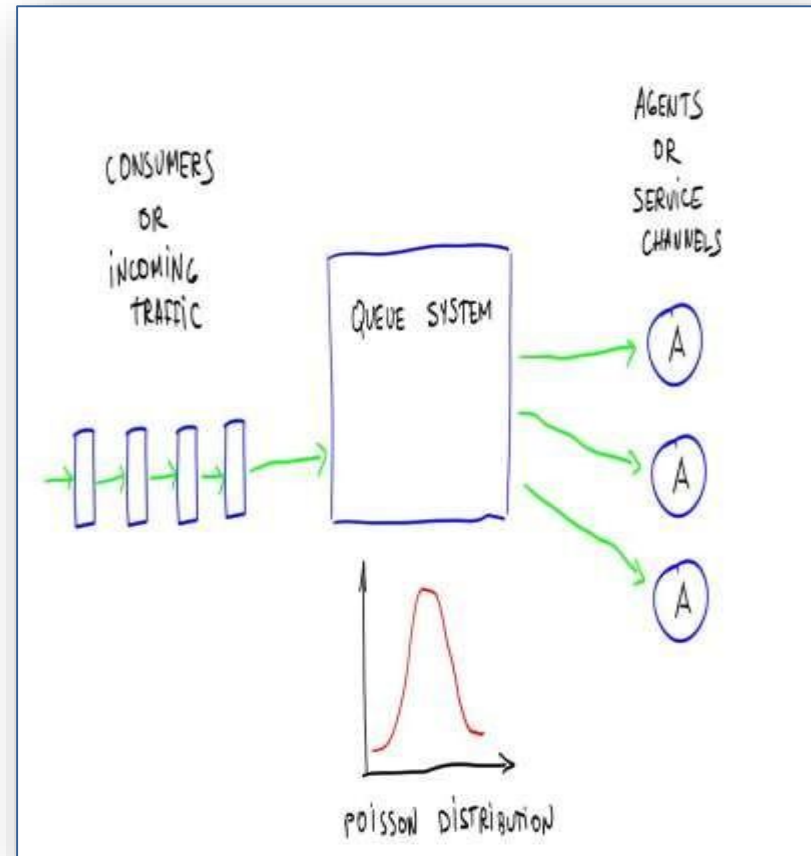 CONSUMERS
OR
INCOMING
TRAFFIC
QUEUE SYSTEM
AGENTS
OR
SERVICE
CHANNELS
A
A
A
POISSON DISTRIBUTION